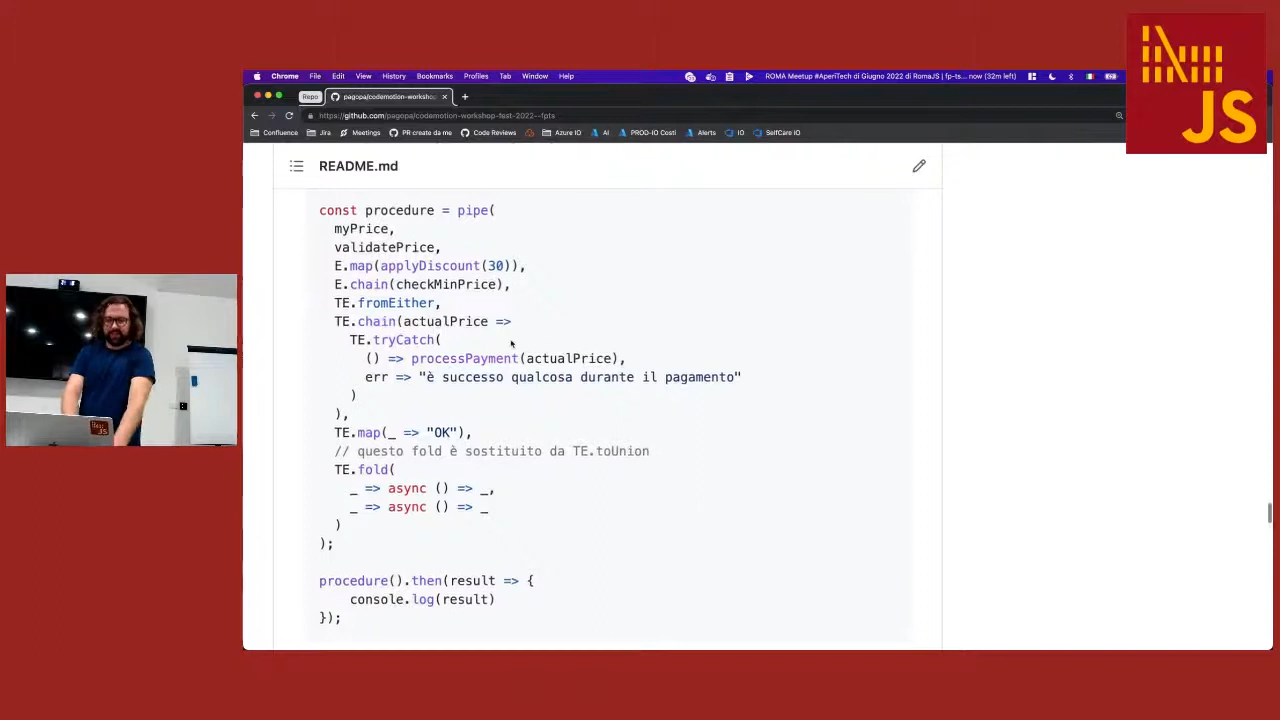 Chrome File Edit View History Bookmarks Profiles Tab Window Help
ROMA Meetup #AperiTech di Giugno 2022 di RomaJS | fp-ts... now (32m left)
Repo
pagopa/codemotion-workshop
https://github.com/pagopa/codemotion-workshop-fest-2022--fpts
Confluence Jira Meetings PR create da me Code Reviews Azure IO AI PROD-IO Costi Alerts IO SelfCare IO
JS
README.md
const procedure = pipe(
myPrice,
validatePrice,
E.map(applyDiscount(30)),
E.chain(checkMinPrice),
TE.fromEither,
TE.chain(actualPrice =>
TE.tryCatch(
() => processPayment(actualPrice),
err => "è successo qualcosa durante il pagamento"
)
),
TE.map(_ => "OK"),
// questo fold è sostituito da TE.toUnion
TE.fold(
_ => async () => _,
_ => async () => _
)
);
procedure().then(result => {
console.log(result)
});